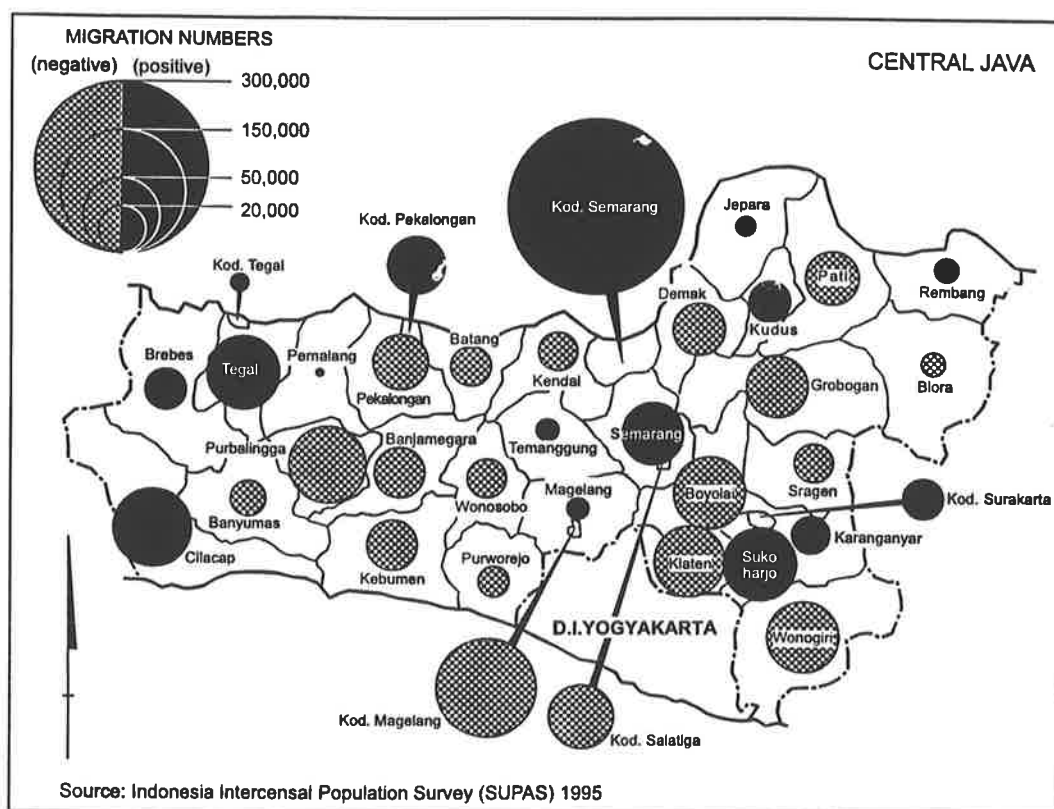 MIGRATION NUMBERS
(negative) (positive)
300,000
150,000
50,000
20,000
CENTRAL JAVA
Kod. Semarang
Jepara
Kod. Pekalongan
Kod. Tegal
Pati
Rembang
Demak
Kudus
Batang
Brebes
Tegal
Pemalang
Kendal
Blora
Grobogan
Pekalongan
Purbalingga
Banjarnegara
Temanggung
Semarang
Sragen
Boyolali
Kod. Surakarta
Banyumas
Wonosobo
Magelang
Karanganyar
Cilacap
Kebumen
Purworejo
Klaten
Suko
harjo
D.I.YOGYAKARTA
Wonogiri
Kod. Magelang
Kod. Salatiga
Source: Indonesia Intercensal Population Survey (SUPAS) 1995